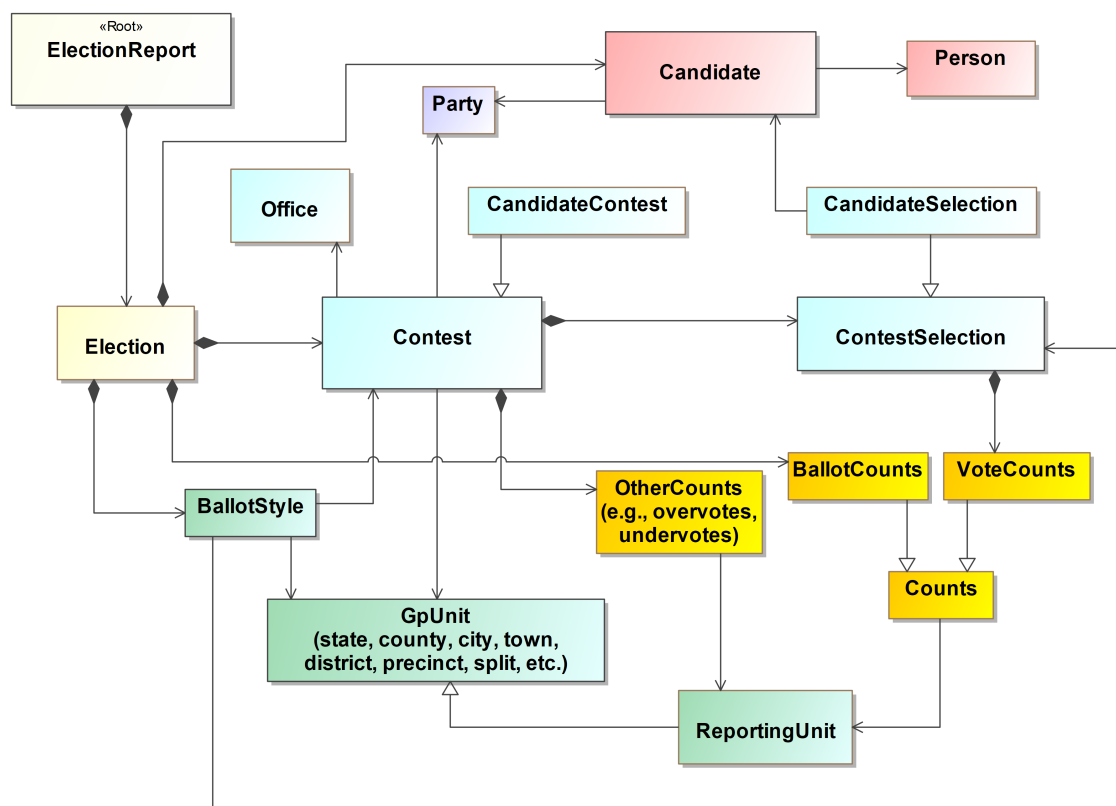 «Root»
ElectionReport
Candidate
Person
Party
Office
CandidateContest
CandidateSelection
Election
Contest
ContestSelection
BallotStyle
OtherCounts
(e.g., overvotes,
undervotes)
BallotCounts
VoteCounts
Counts
GpUnit
(state, county, city, town,
district, precinct, split, etc.)
ReportingUnit